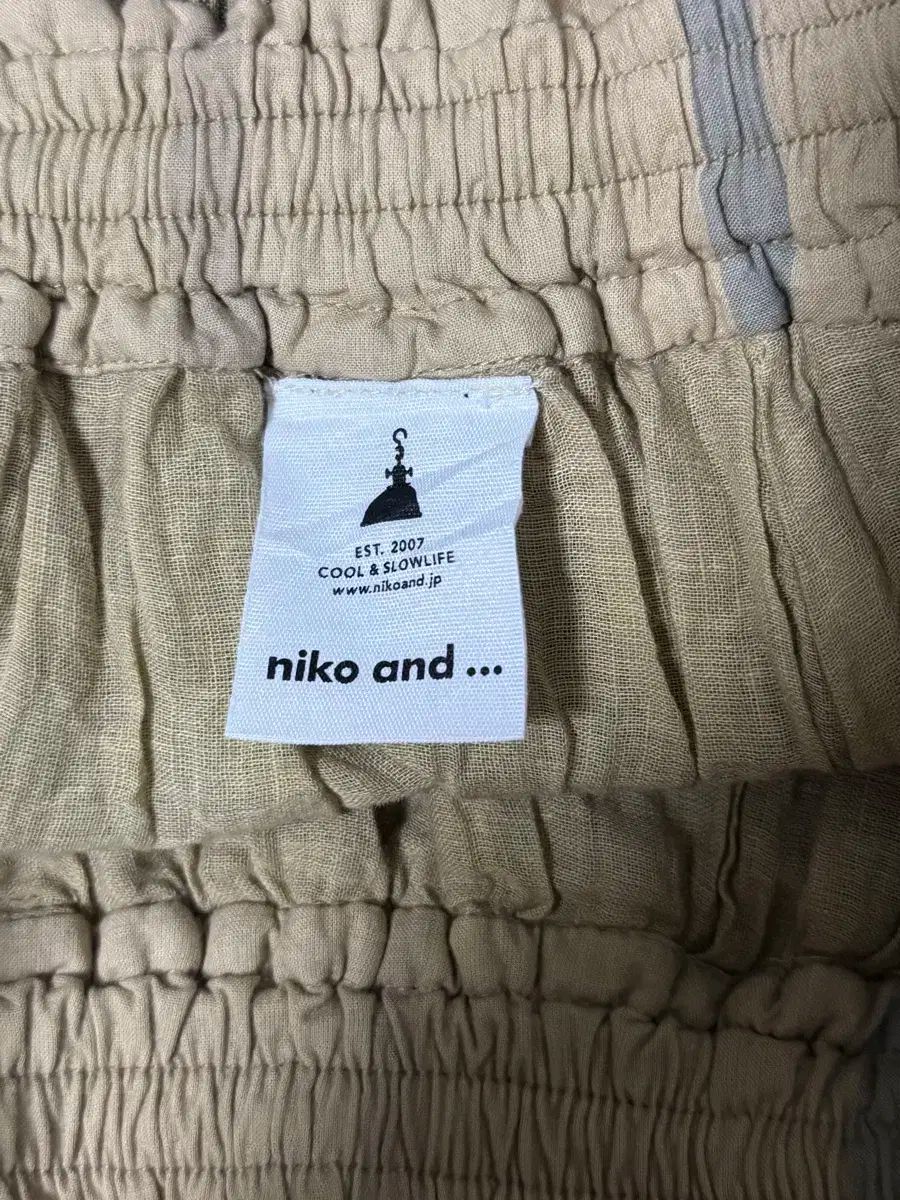 EST. 2007
COOL & SLOWLIFE
www.nikoand.jp
niko and ...